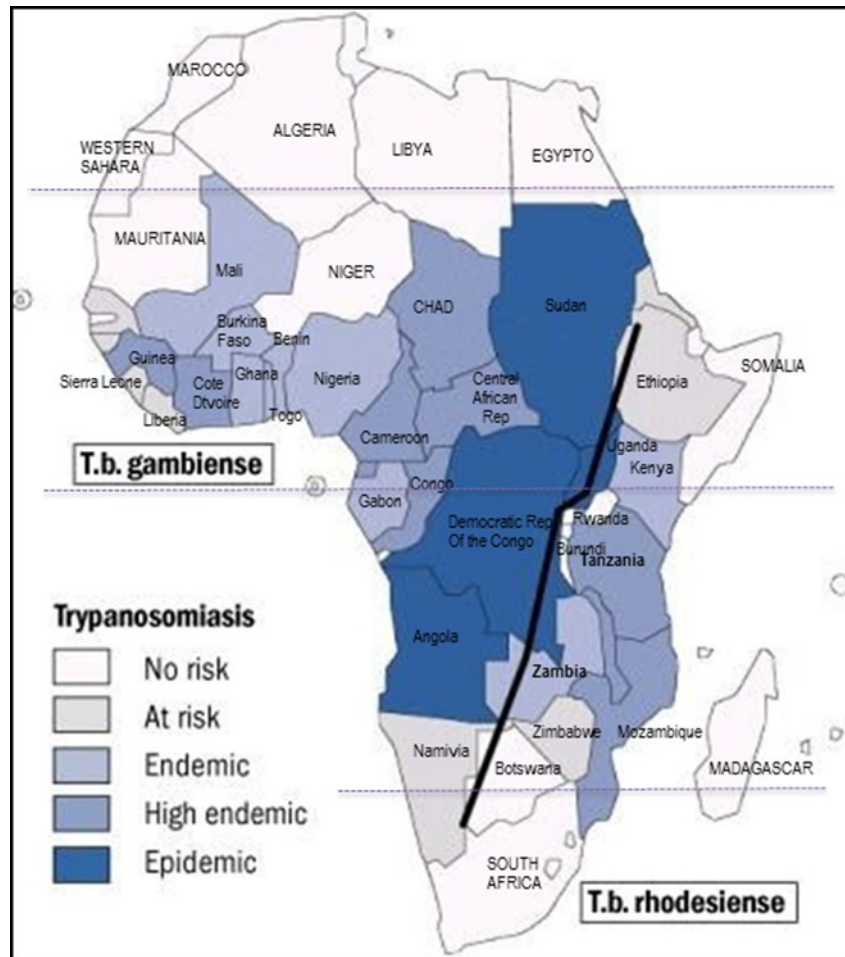 MAROCCO
ALGERIA
LIBYA
EGYPTO
WESTERN
SAHARA
MAURITANIA
Mali
NIGER
CHAD
Sudan
Burkina
Faso
Benin
Guinea
Cote
Dtvoire
Ghana
Nigeria
Togo
Sierra Leone
Liberia
Central
African
Rep
Cameroon
Ethiopia
SOMALIA
Uganda
Kenya
T.b. gambiense
Gabon
Congo
Democratic Rep
Of the Congo
Rwanda
Burundi
Tanzania
Angola
Zambia
Zimbabwe
Mozambique
Namivia
Botswana
MADAGASCAR
SOUTH
AFRICA
T.b. rhodesiense
Trypanosomiasis
No risk
At risk
Endemic
High endemic
Epidemic